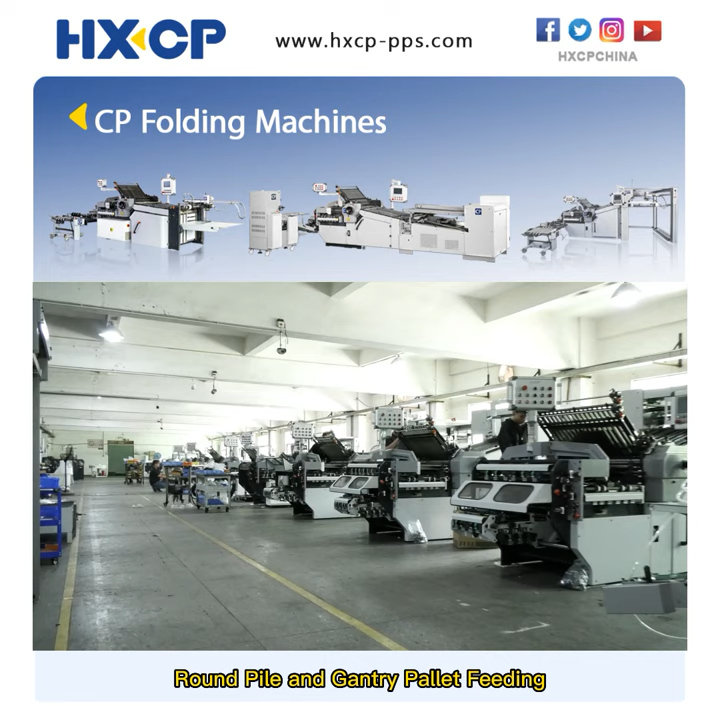 HXCP
www.hxcp-pps.com
HXCPCHINA
CP Folding Machines
Round Pile and Gantry Pallet Feeding